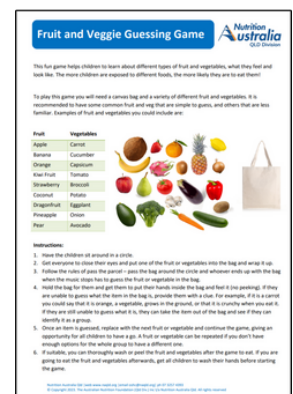 Fruit and Veggie Guessing Game
Nutrition
Australia
QLD Division
This fun game helps children to learn about different types of fruit and vegetables, what they feel and
look like. The more children are exposed to different foods, the more likely they are to eat them!
To play this game you will need a canvas bag and a variety of different fruit and vegetables. It is
recommended to have some common fruit and veg that are simple to guess, and others that are less
familiar. Examples of fruit and vegetables you could include are:
Fruit Vegetables
Apple Carrot
Banana Cucumber
Orange Capsicum
Kiwi Fruit Tomato
Strawberry Broccoli
Coconut Potato
Dragonfruit Eggplant
Pineapple Onion
Pear Avocado
Instructions:
1. Have the children sit around in a circle.
2. Get everyone to close their eyes and put one of the fruit or vegetables into the bag and wrap it up.
3. Follow the rules of pass the parcel – pass the bag around the circle and whoever ends up with the bag
when the music stops has to guess the fruit or vegetable in the bag.
4. Hold the bag for them and get them to put their hands inside the bag and feel it (no peeking). If they
are unable to guess what the item in the bag is, provide them with a clue. For example, if it is a carrot
you could say that it is orange, a vegetable, grows in the ground, or that it is crunchy when you eat it.
If they are still unable to guess what it is, they can take the item out of the bag and see if they can
identify it as a group.
5. Once an item is guessed, replace with the next fruit or vegetable and continue the game, giving an
opportunity for all children to have a go. A fruit or vegetable can be repeated if you don't have
enough options for the whole group to have a different one.
6. If suitable, you can thoroughly wash or peel the fruit and vegetables after the game to eat. If you are
going to eat the fruit and vegetables afterwards, get all children to wash their hands before starting
the game.